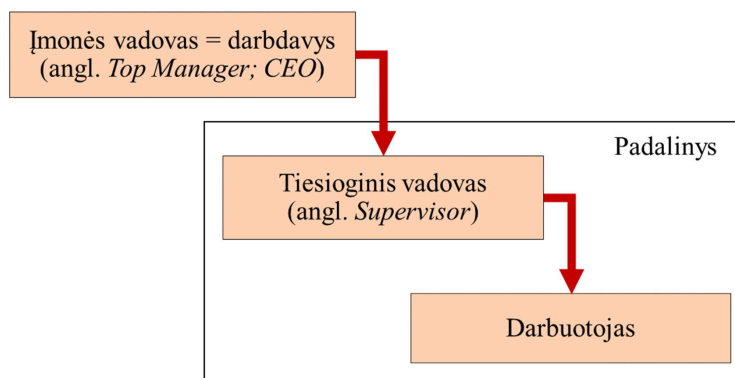 Įmonės vadovas = darbdavys
(angl. Top Manager; CEO)
Padalinys
Tiesioginis vadovas
(angl. Supervisor)
Darbuotojas